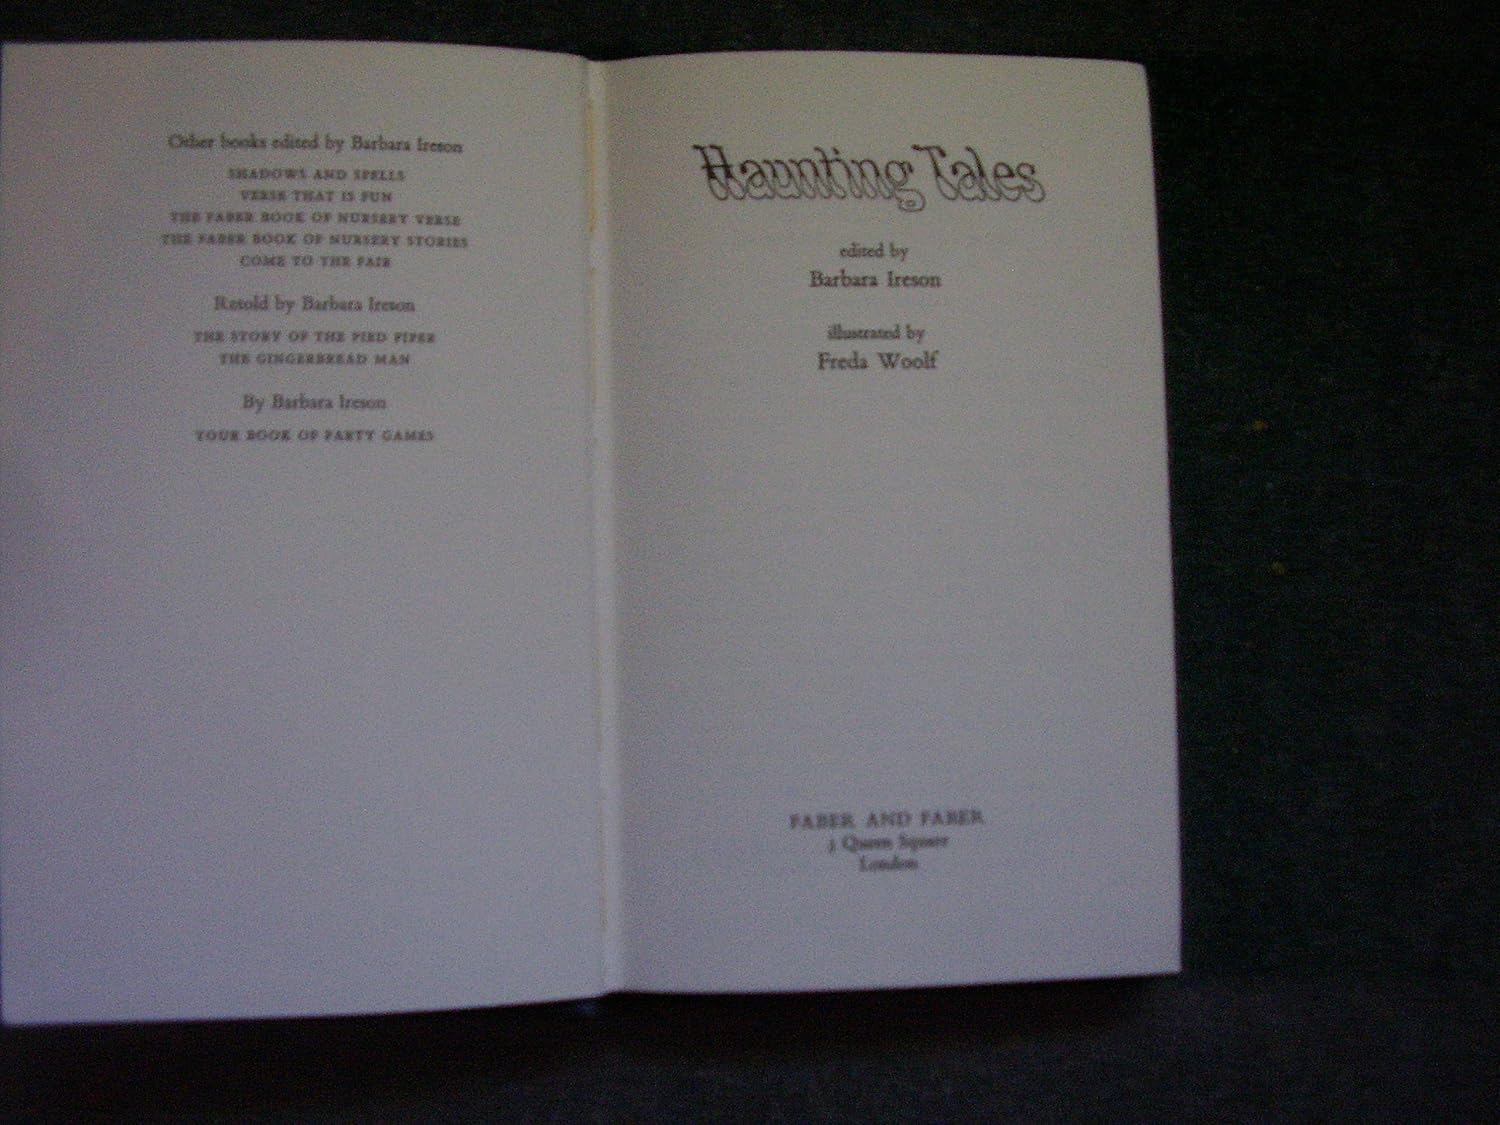 Other books edited by Barbara Ireson
SHADOWS AND SPELLS
VERSE THAT IS FUN
THE FABER BOOK OF NURSERY VERSE
THE FABER BOOK OF NURSERY STORIES
COME TO THE FAIR
Retold by Barbara Ireson
THE STORY OF THE PIED PIPER
THE GINGERBREAD MAN
By Barbara Ireson
YOUR BOOK OF PARTY GAMES
Haunting Tales
edited by
Barbara Ireson
illustrated by
Freda Woolf
FABER AND FABER
3 Queen Square
London